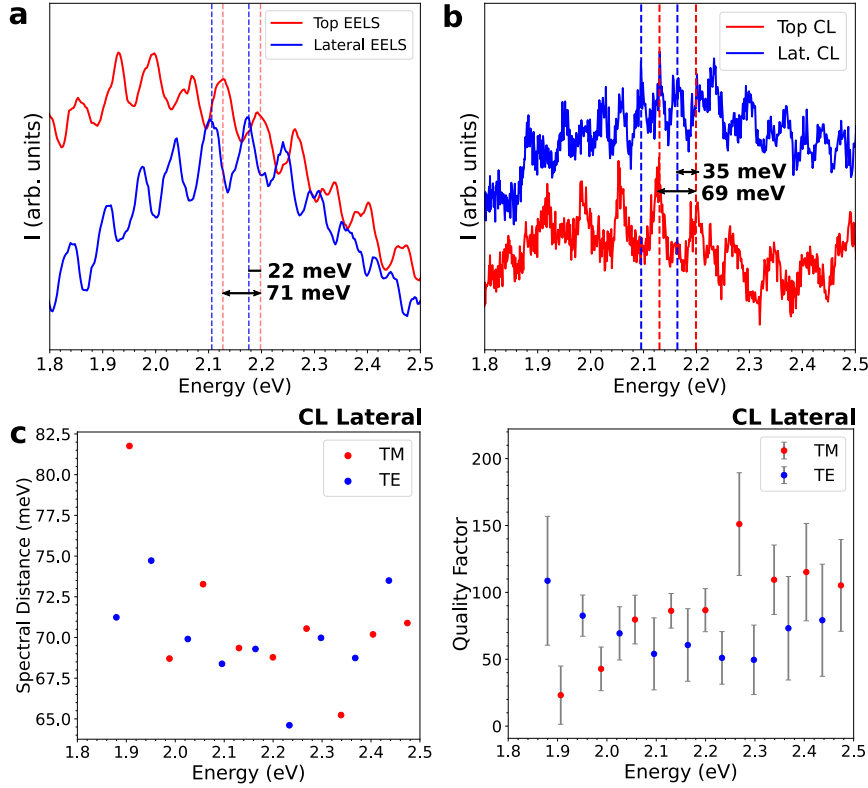 a
Top EELS
Lateral EELS
I (arb. units)
22 meV
71 meV
1.8 1.9 2.0 2.1 2.2 2.3 2.4 2.5
Energy (eV)
b
Top CL
Lat. CL
I (arb. units)
35 meV
69 meV
1.8 1.9 2.0 2.1 2.2 2.3 2.4 2.5
Energy (eV)
c
CL Lateral
TM
TE
Spectral Distance (meV)
82.5
80.0
77.5
75.0
72.5
70.0
67.5
65.0
1.8 1.9 2.0 2.1 2.2 2.3 2.4 2.5
Energy (eV)
CL Lateral
TM
TE
Quality Factor
200
150
100
50
0
1.8 1.9 2.0 2.1 2.2 2.3 2.4 2.5
Energy (eV)